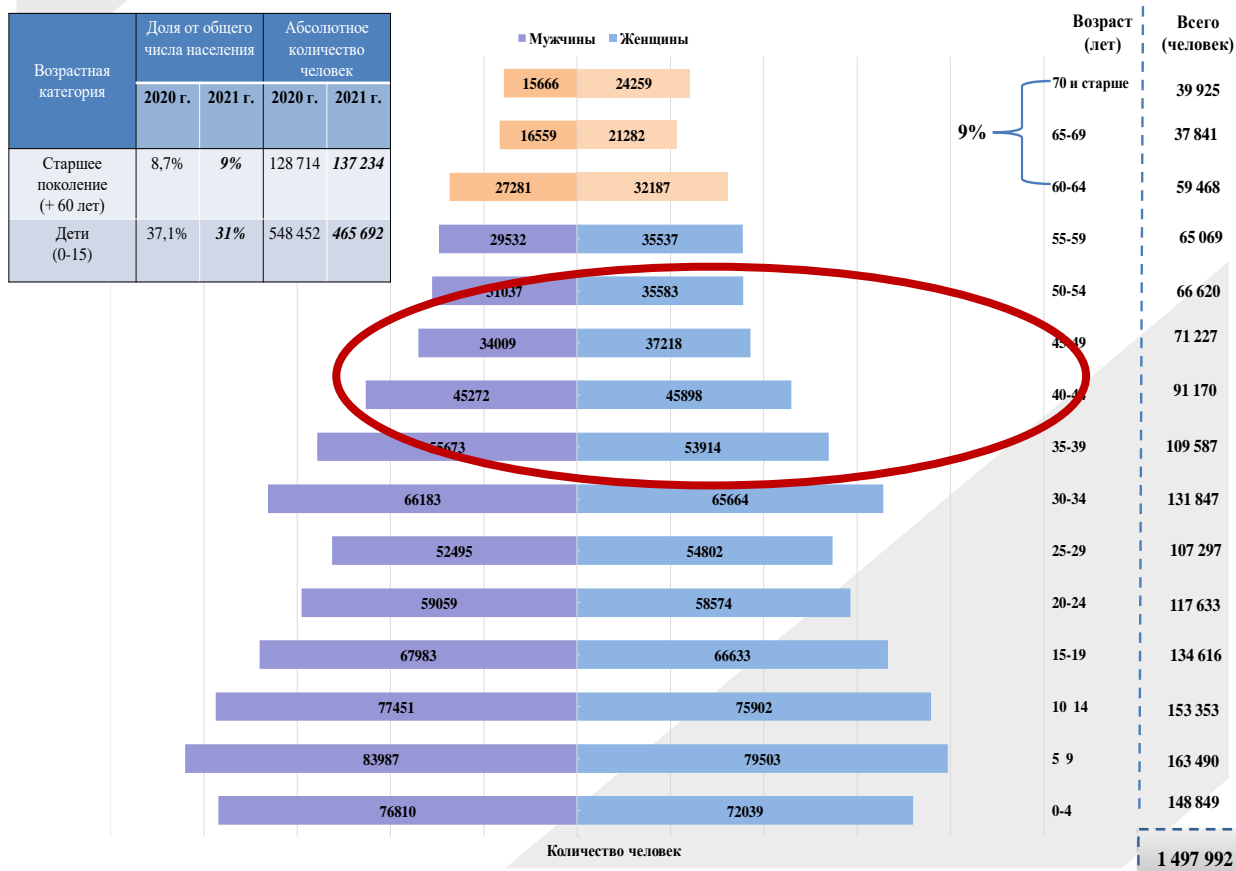 Возрастная категория
Доля от общего числа населения
Абсолютное количество человек
2020 г. 2021 г. 2020 г. 2021 г.
Старшее поколение (+ 60 лет) 8,7% 9% 128 714 137 234
Дети (0-15) 37,1% 31% 548 452 465 692
Мужчины Женщины
Возраст (лет)
Всего (человек)
15666 24259 70 и старше 39 925
16559 21282 9% 65-69 37 841
27281 32187 60-64 59 468
29532 35537 55-59 65 069
31037 35583 50-54 66 620
34009 37218 45-49 71 227
45272 45898 40-44 91 170
55673 53914 35-39 109 587
66183 65664 30-34 131 847
52495 54802 25-29 107 297
59059 58574 20-24 117 633
67983 66633 15-19 134 616
77451 75902 10 14 153 353
83987 79503 5 9 163 490
76810 72039 0-4 148 849
Количество человек
1 497 992